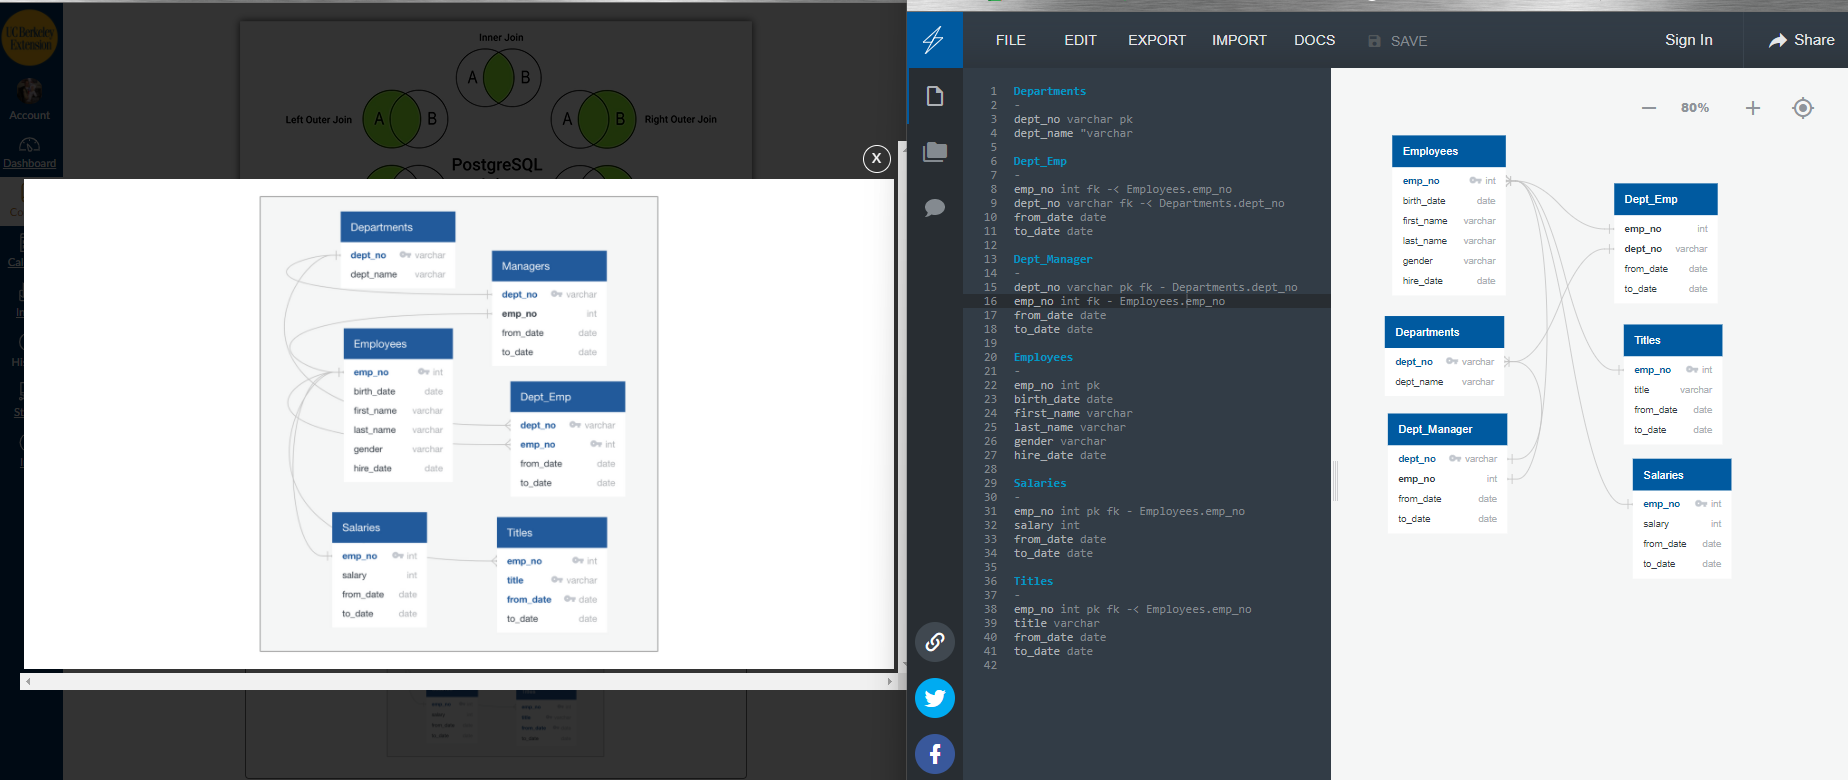 UC Berkeley
Extension
Account
Dashboard
Inner Join
A
B
Left Outer Join
A
B
A
B
Right Outer Join
PostgreSQL
X
Departments
dept_no varchar
dept_name varchar
Managers
dept_no varchar
emp_no int
from_date date
to_date date
Employees
emp_no int
birth_date date
first_name varchar
last_name varchar
gender varchar
hire_date date
Dept_Emp
dept_no varchar
emp_no int
from_date date
to_date date
Salaries
emp_no int
salary int
from_date date
to_date date
Titles
emp_no int
title varchar
from_date date
to_date date
FILE
EDIT
EXPORT
IMPORT
DOCS
SAVE
Sign In
Share
1 Departments
2 -
3 dept_no varchar pk
4 dept_name "varchar
5
6 Dept_Emp
7 -
8 emp_no int fk -< Employees.emp_no
9 dept_no varchar fk -< Departments.dept_no
10 from_date date
11 to_date date
12
13 Dept_Manager
14 -
15 dept_no varchar pk fk - Departments.dept_no
16 emp_no int fk - Employees.emp_no
17 from_date date
18 to_date date
19
20 Employees
21 -
22 emp_no int pk
23 birth_date date
24 first_name varchar
25 last_name varchar
26 gender varchar
27 hire_date date
28
29 Salaries
30 -
31 emp_no int pk fk - Employees.emp_no
32 salary int
33 from_date date
34 to_date date
35
36 Titles
37 -
38 emp_no int pk fk -< Employees.emp_no
39 title varchar
40 from_date date
41 to_date date
42
80%
Employees
emp_no int
birth_date date
first_name varchar
last_name varchar
gender varchar
hire_date date
Dept_Emp
emp_no int
dept_no varchar
from_date date
to_date date
Departments
dept_no varchar
dept_name varchar
Titles
emp_no int
title varchar
from_date date
to_date date
Dept_Manager
dept_no varchar
emp_no int
from_date date
to_date date
Salaries
emp_no int
salary int
from_date date
to_date date